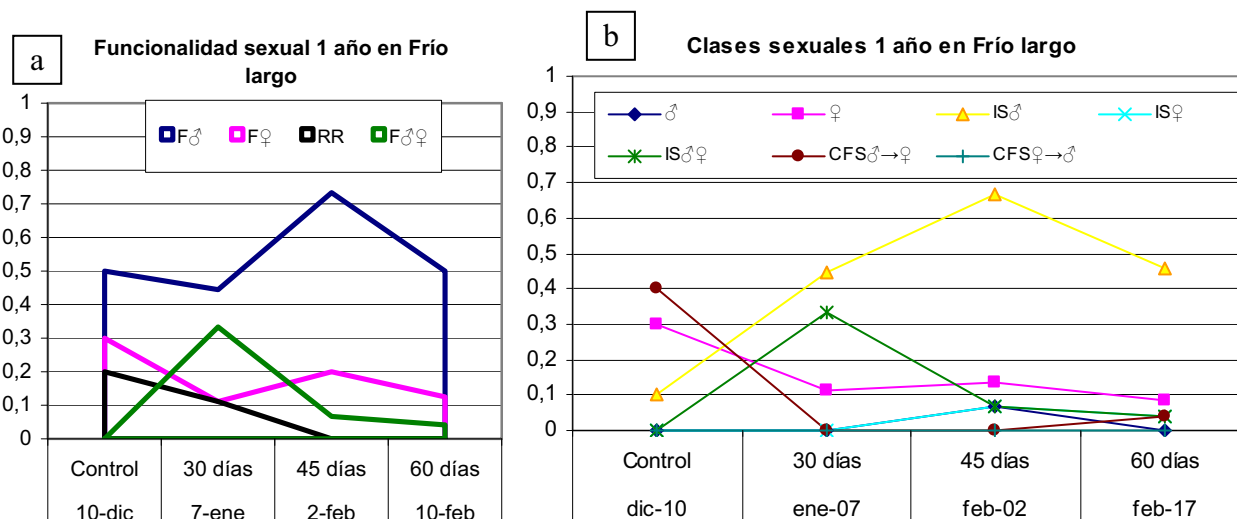 a
Funcionalidad sexual 1 año en Frío
largo
F♂ F♀ RR F♂♀
1
0,9
0,8
0,7
0,6
0,5
0,4
0,3
0,2
0,1
0
Control 30 días 45 días 60 días
10-dic 7-ene 2-feb 10-feb
b
Clases sexuales 1 año en Frío largo
♂ ♀ IS♂ IS♀
IS♂♀ CFS♂→♀ CFS♀→♂
1
0,9
0,8
0,7
0,6
0,5
0,4
0,3
0,2
0,1
0
Control 30 días 45 días 60 días
dic-10 ene-07 feb-02 feb-17